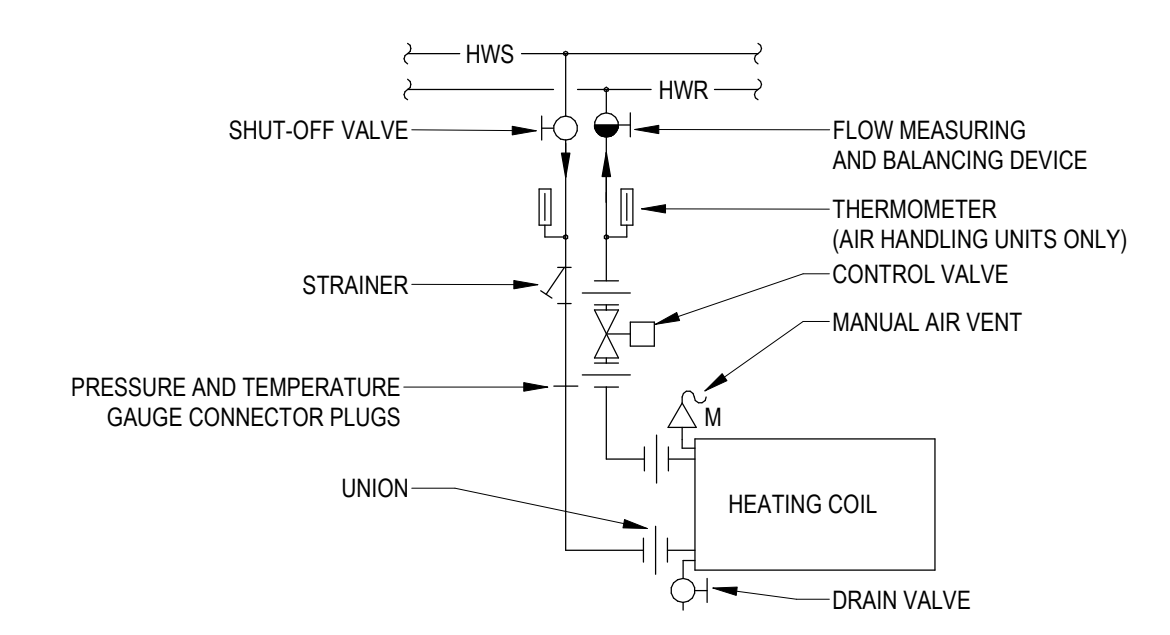 HWS
HWR
SHUT-OFF VALVE
FLOW MEASURING
AND BALANCING DEVICE
THERMOMETER
(AIR HANDLING UNITS ONLY)
STRAINER
CONTROL VALVE
MANUAL AIR VENT
PRESSURE AND TEMPERATURE
GAUGE CONNECTOR PLUGS
M
UNION
HEATING COIL
DRAIN VALVE